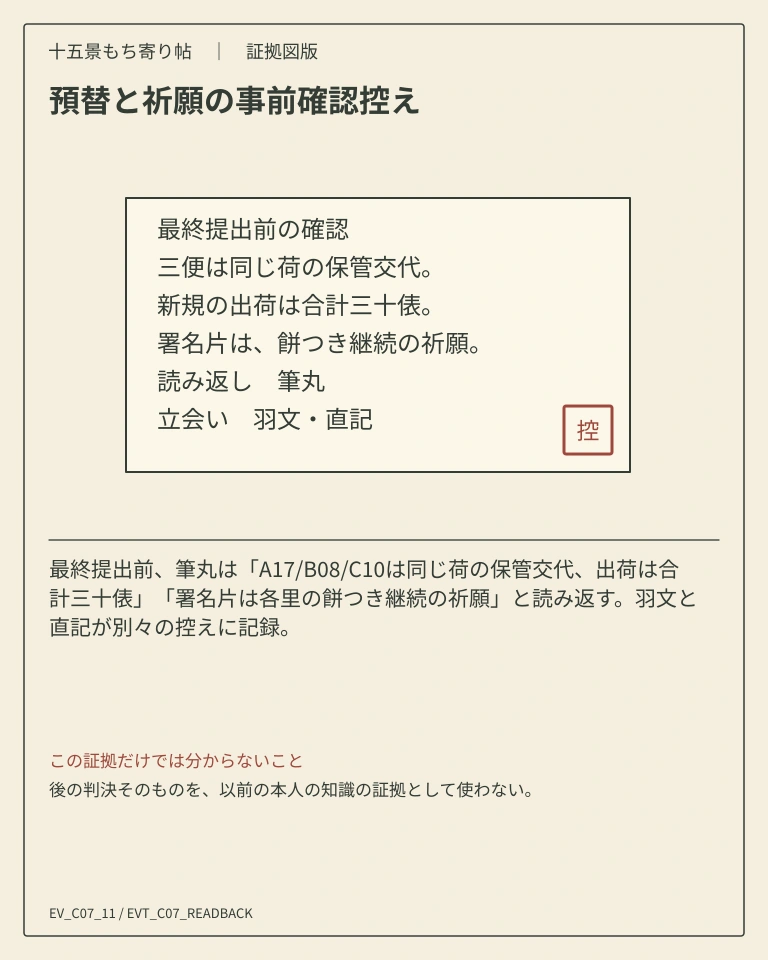 十五景もち寄り帖 | 証拠図版
預替と祈願の事前確認控え
最終提出前の確認
三便は同じ荷の保管交代。
新規の出荷は合計三十俵。
署名片は、餅つき継続の祈願。
読み返し 筆丸
立会い 羽文・直記
控
最終提出前、筆丸は「A17/B08/C10は同じ荷の保管交代、出荷は合
計三十俵」「署名片は各里の餅つき継続の祈願」と読み返す。羽文と
直記が別々の控えに記録。
この証拠だけでは分からないこと
後の判決そのものを、以前の本人の知識の証拠として使わない。
EV_C07_11 / EVT_C07_READBACK